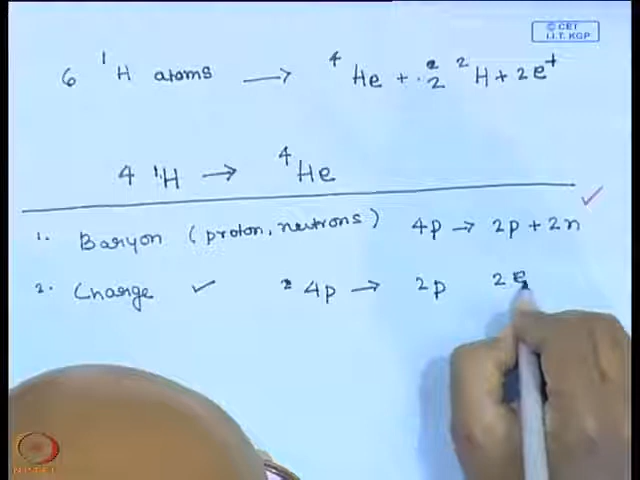 © CET
I.I.T. KGP
6 ¹H atoms ⟶ ⁴He + 2 ²H + 2e⁺
4 ¹H → ⁴He
1. Baryon (proton, neutrons) 4p → 2p + 2n ✓
2. Charge ✓ 4p → 2p 2e
NPTEL